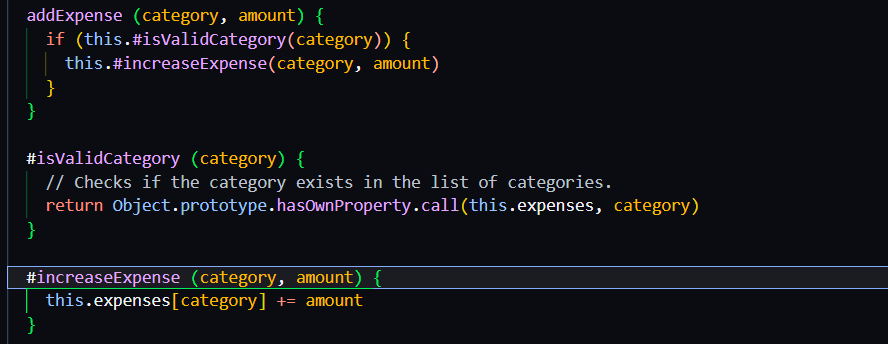 addExpense (category, amount) {
if (this.#isValidCategory(category)) {
this.#increaseExpense(category, amount)
}
}
#isValidCategory (category) {
// Checks if the category exists in the list of categories.
return Object.prototype.hasOwnProperty.call(this.expenses, category)
}
#increaseExpense (category, amount) {
this.expenses[category] += amount
}